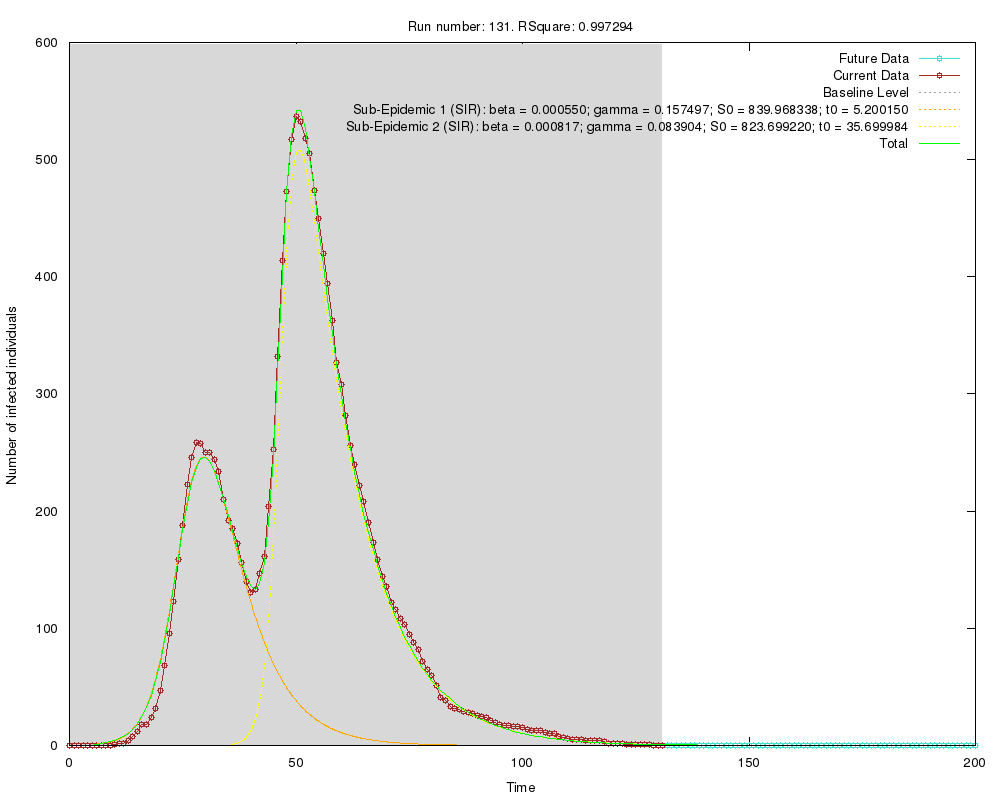 Run number: 131. RSquare: 0.997294
600
500
400
300
200
100
0
Number of infected individuals
Future Data
Current Data
Baseline Level
Sub-Epidemic 1 (SIR): beta = 0.000550; gamma = 0.157497; S0 = 839.968338; t0 = 5.200150
Sub-Epidemic 2 (SIR): beta = 0.000817; gamma = 0.083904; S0 = 823.699220; t0 = 35.699984
Total
0 50 100 150 200
Time